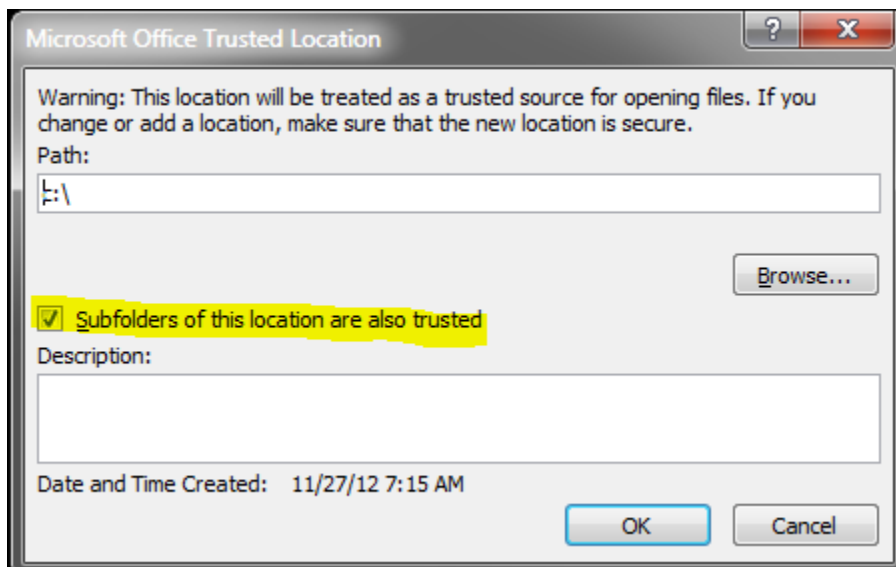 Microsoft Office Trusted Location
?
Warning: This location will be treated as a trusted source for opening files. If you
change or add a location, make sure that the new location is secure.
Path:
:\
Browse...
Subfolders of this location are also trusted
Description:
Date and Time Created: 11/27/12 7:15 AM
OK
Cancel